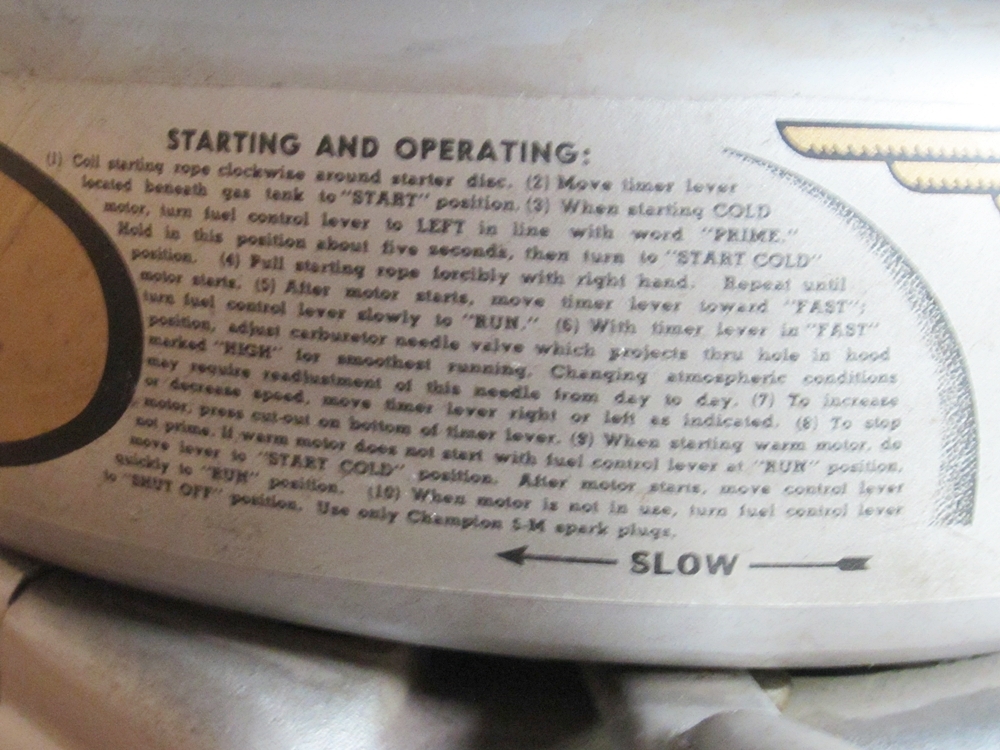 STARTING AND OPERATING:
(1) Coil starting rope clockwise around starter disc. (2) Move timer lever
located beneath gas tank to "START" position. (3) When starting COLD
motor, turn fuel control lever to LEFT in line with word "PRIME."
Hold in this position about five seconds, then turn to "START COLD"
position. (4) Pull starting rope forcibly with right hand. Repeat until
motor starts. (5) After motor starts, move timer lever toward "FAST";
turn fuel control lever slowly to "RUN." (6) With timer lever in "FAST"
position, adjust carburetor needle valve which projects thru hole in hood
marked "HIGH" for smoothest running. Changing atmospheric conditions
may require readjustment of this needle from day to day. (7) To increase
or decrease speed, move timer lever right or left as indicated. (8) To stop
motor, press cut-out on bottom of timer lever. (9) When starting warm motor, do
not prime. If warm motor does not start with fuel control lever at "RUN" position,
move lever to "START COLD" position. After motor starts, move control lever
quickly to "RUN" position. (10) When motor is not in use, turn fuel control lever
to "SHUT OFF" position. Use only Champion 5-M spark plugs.
SLOW